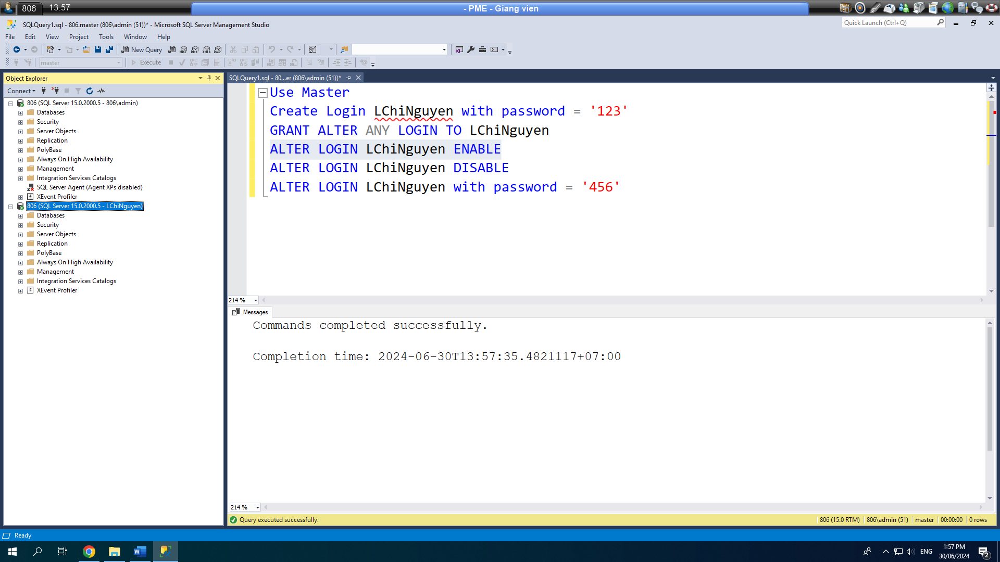 806
13:57
- PME - Giang vien
SQLQuery1.sql - 806.master (806\admin (51))* - Microsoft SQL Server Management Studio
Quick Launch (Ctrl+Q)
File Edit View Project Tools Window Help
New Query
MDX DMX XMLA DAX
master
Execute
Object Explorer
SQLQuery1.sql - 80...er (806\admin (51))*
Connect
806 (SQL Server 15.0.2000.5 - 806\admin)
Databases
Security
Server Objects
Replication
PolyBase
Always On High Availability
Management
Integration Services Catalogs
SQL Server Agent (Agent XPs disabled)
XEvent Profiler
806 (SQL Server 15.0.2000.5 - LChiNguyen)
Databases
Security
Server Objects
Replication
PolyBase
Always On High Availability
Management
Integration Services Catalogs
XEvent Profiler
Use Master
Create Login LChiNguyen with password = '123'
GRANT ALTER ANY LOGIN TO LChiNguyen
ALTER LOGIN LChiNguyen ENABLE
ALTER LOGIN LChiNguyen DISABLE
ALTER LOGIN LChiNguyen with password = '456'
214 %
Messages
Commands completed successfully.
Completion time: 2024-06-30T13:57:35.4821117+07:00
214 %
Query executed successfully.
806 (15.0 RTM) 806\admin (51) master 00:00:00 0 rows
Ready
ENG
1:57 PM
30/06/2024
2